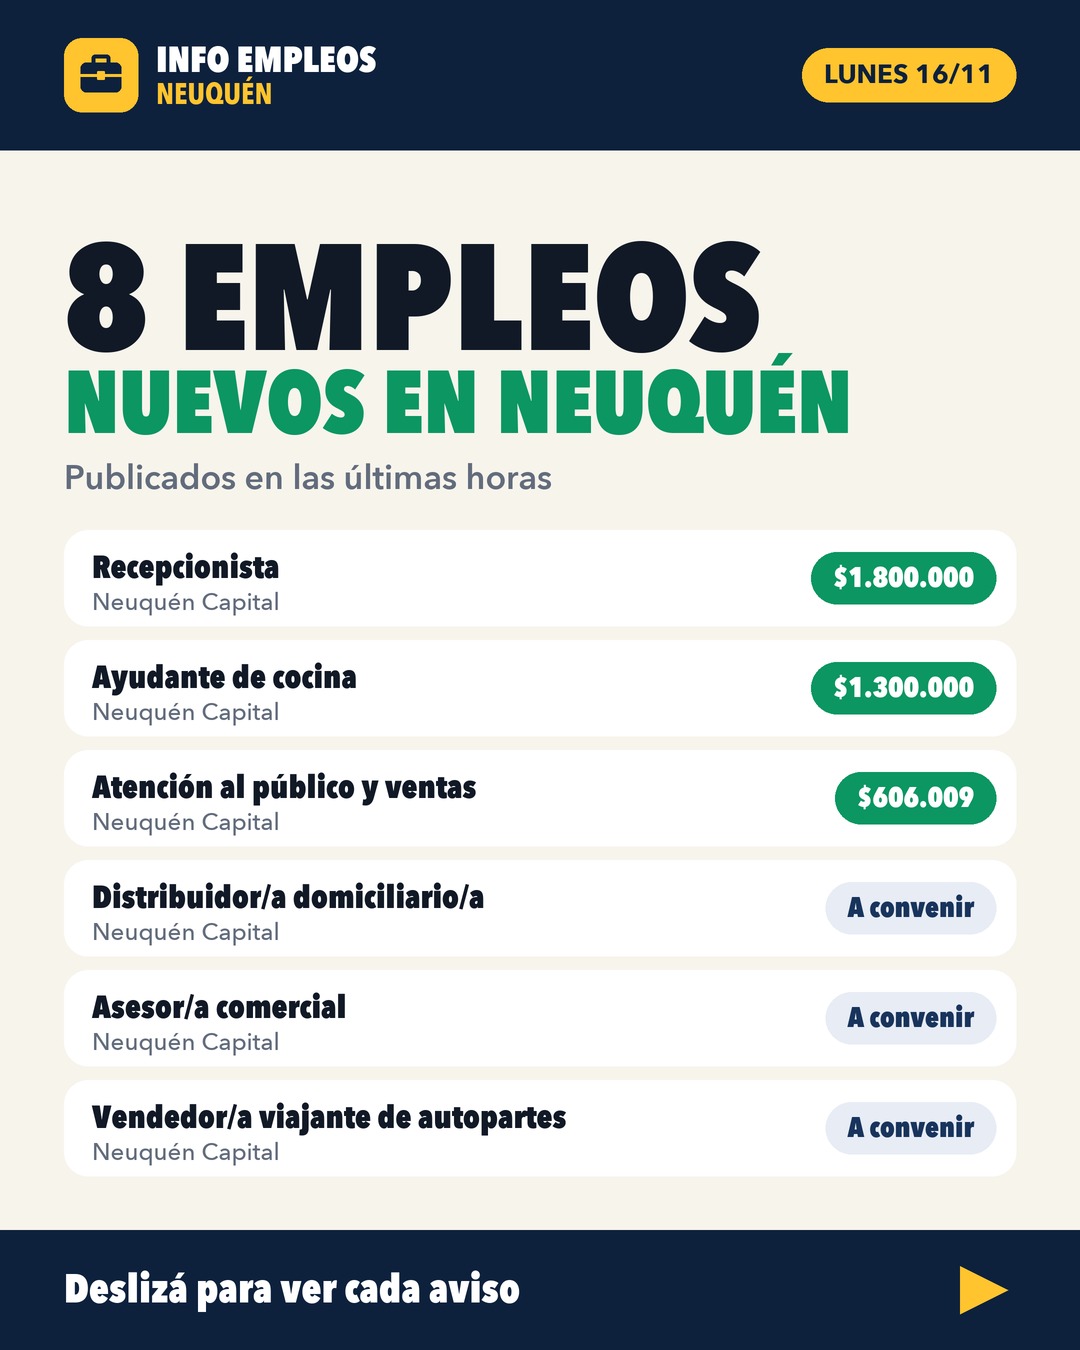 INFO EMPLEOS
NEUQUÉN
LUNES 16/11
8 EMPLEOS
NUEVOS EN NEUQUÉN
Publicados en las últimas horas
Recepcionista
Neuquén Capital
$1.800.000
Ayudante de cocina
Neuquén Capital
$1.300.000
Atención al público y ventas
Neuquén Capital
$606.009
Distribuidor/a domiciliario/a
Neuquén Capital
A convenir
Asesor/a comercial
Neuquén Capital
A convenir
Vendedor/a viajante de autopartes
Neuquén Capital
A convenir
Deslizá para ver cada aviso